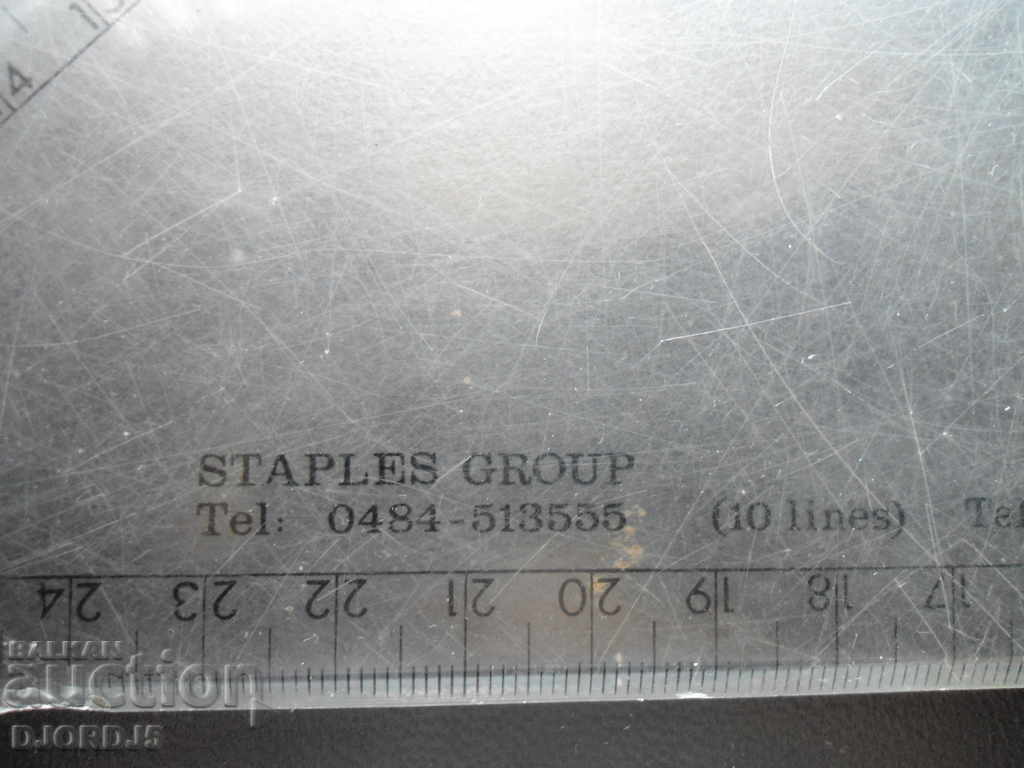 STAPLES GROUP
Tel: 0484-513555 (10 lines)
24 23 22 21 20 19 18 17
BALKAN
auction
DJORDJ5